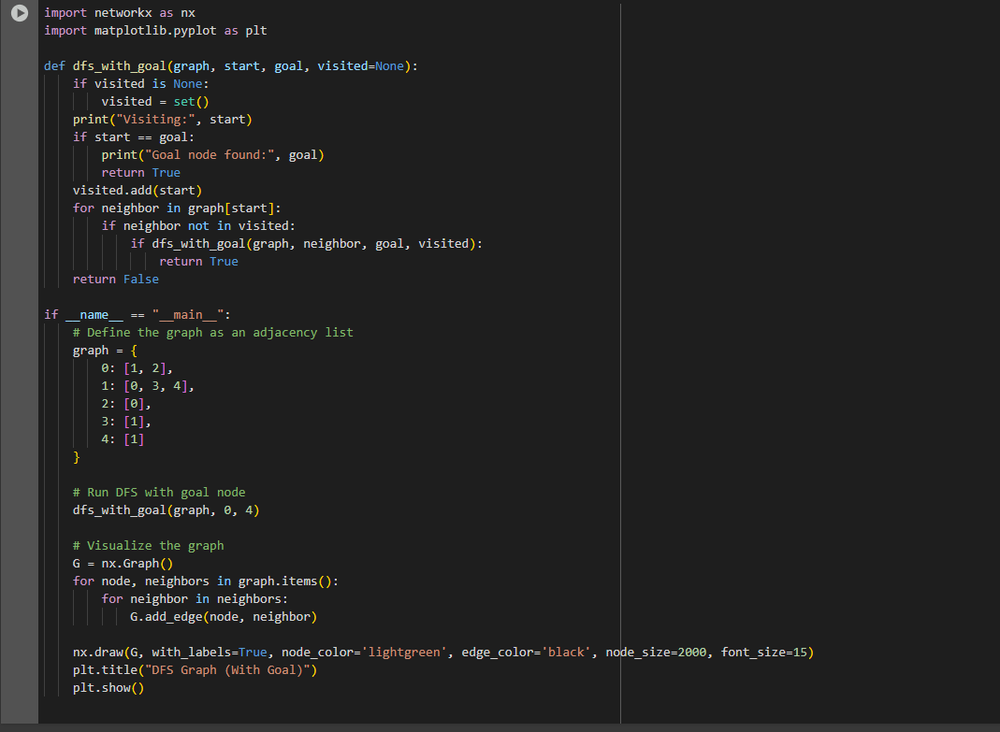 import networkx as nx
import matplotlib.pyplot as plt

def dfs_with_goal(graph, start, goal, visited=None):
    if visited is None:
        visited = set()
    print("Visiting:", start)
    if start == goal:
        print("Goal node found:", goal)
        return True
    visited.add(start)
    for neighbor in graph[start]:
        if neighbor not in visited:
            if dfs_with_goal(graph, neighbor, goal, visited):
                return True
    return False

if __name__ == "__main__":
    # Define the graph as an adjacency list
    graph = {
        0: [1, 2],
        1: [0, 3, 4],
        2: [0],
        3: [1],
        4: [1]
    }

    # Run DFS with goal node
    dfs_with_goal(graph, 0, 4)

    # Visualize the graph
    G = nx.Graph()
    for node, neighbors in graph.items():
        for neighbor in neighbors:
            G.add_edge(node, neighbor)

    nx.draw(G, with_labels=True, node_color='lightgreen', edge_color='black', node_size=2000, font_size=15)
    plt.title("DFS Graph (With Goal)")
    plt.show()